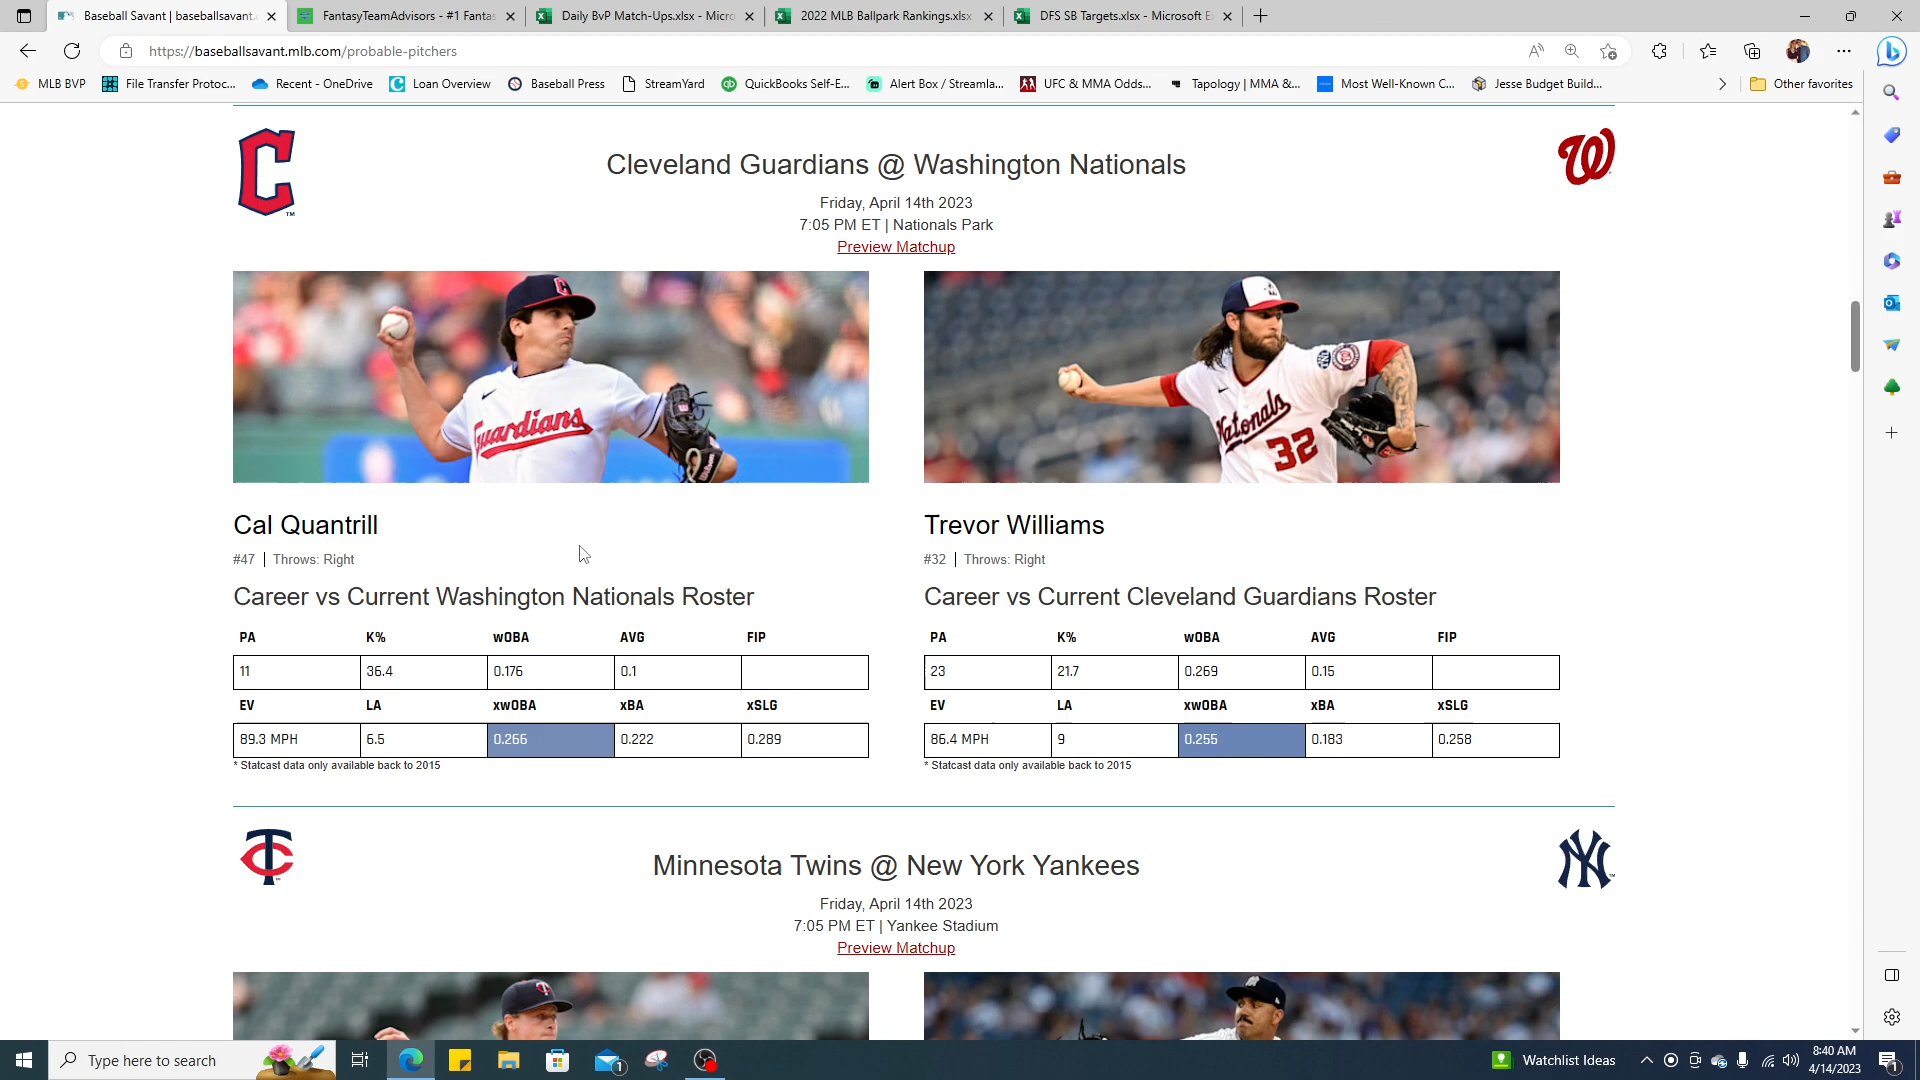 Baseball Savant | baseballsavant.
FantasyTeamAdvisors - #1 Fantas
Daily BvP Match-Ups.xlsx - Micro
2022 MLB Ballpark Rankings.xlsx
DFS SB Targets.xlsx - Microsoft E
https://baseballsavant.mlb.com/probable-pitchers
MLB BVP
File Transfer Protoc...
Recent - OneDrive
Loan Overview
Baseball Press
StreamYard
QuickBooks Self-E...
Alert Box / Streamla...
UFC & MMA Odds...
Tapology | MMA &...
Most Well-Known C...
Jesse Budget Build...
Other favorites
Cleveland Guardians @ Washington Nationals
Friday, April 14th 2023
7:05 PM ET | Nationals Park
Preview Matchup
Guardians
Nationals
32
Cal Quantrill
#47 | Throws: Right
Career vs Current Washington Nationals Roster
PA K% wOBA AVG FIP
11 36.4 0.176 0.1
EV LA xwOBA xBA xSLG
89.3 MPH 6.5 0.266 0.222 0.289
* Statcast data only available back to 2015
Trevor Williams
#32 | Throws: Right
Career vs Current Cleveland Guardians Roster
PA K% wOBA AVG FIP
23 21.7 0.269 0.15
EV LA xwOBA xBA xSLG
86.4 MPH 9 0.255 0.183 0.258
* Statcast data only available back to 2015
Minnesota Twins @ New York Yankees
Friday, April 14th 2023
7:05 PM ET | Yankee Stadium
Preview Matchup
Type here to search
Watchlist Ideas
8:40 AM
4/14/2023